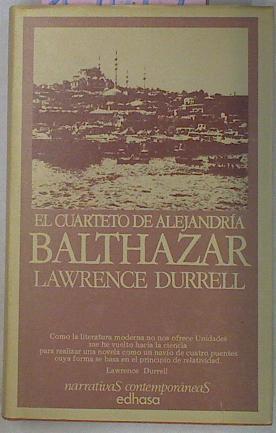 EL CUARTETO DE ALEJANDRÍA
BALTHAZAR
LAWRENCE DURRELL
Como la literatura moderna no nos ofrece Unidades
me he vuelto hacia la ciencia
para realizar una novela como un navío de cuatro puentes
cuya forma se basa en el principio de relatividad.
Lawrence Durrell
narrativaS contemporáneaS
edhasa